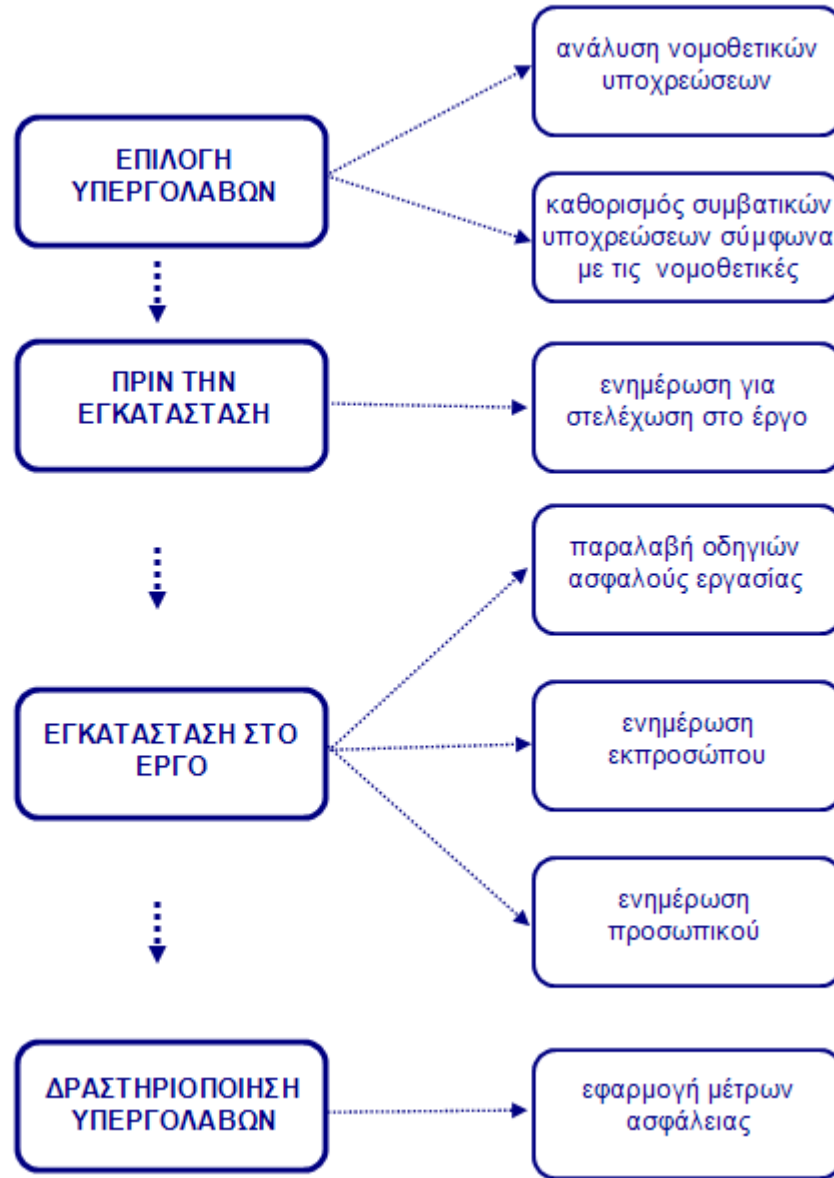 ανάλυση νομοθετικών
υποχρεώσεων
ΕΠΙΛΟΓΗ
ΥΠΕΡΓΟΛΑΒΩΝ
καθορισμός συμβατικών
υποχρεώσεων σύμφωνα
με τις νομοθετικές
ΠΡΙΝ ΤΗΝ
ΕΓΚΑΤΑΣΤΑΣΗ
ενημέρωση για
στελέχωση στο έργο
παραλαβή οδηγιών
ασφαλούς εργασίας
ΕΓΚΑΤΑΣΤΑΣΗ ΣΤΟ
ΕΡΓΟ
ενημέρωση
εκπροσώπου
ενημέρωση
προσωπικού
ΔΡΑΣΤΗΡΙΟΠΟΙΗΣΗ
ΥΠΕΡΓΟΛΑΒΩΝ
εφαρμογή μέτρων
ασφάλειας